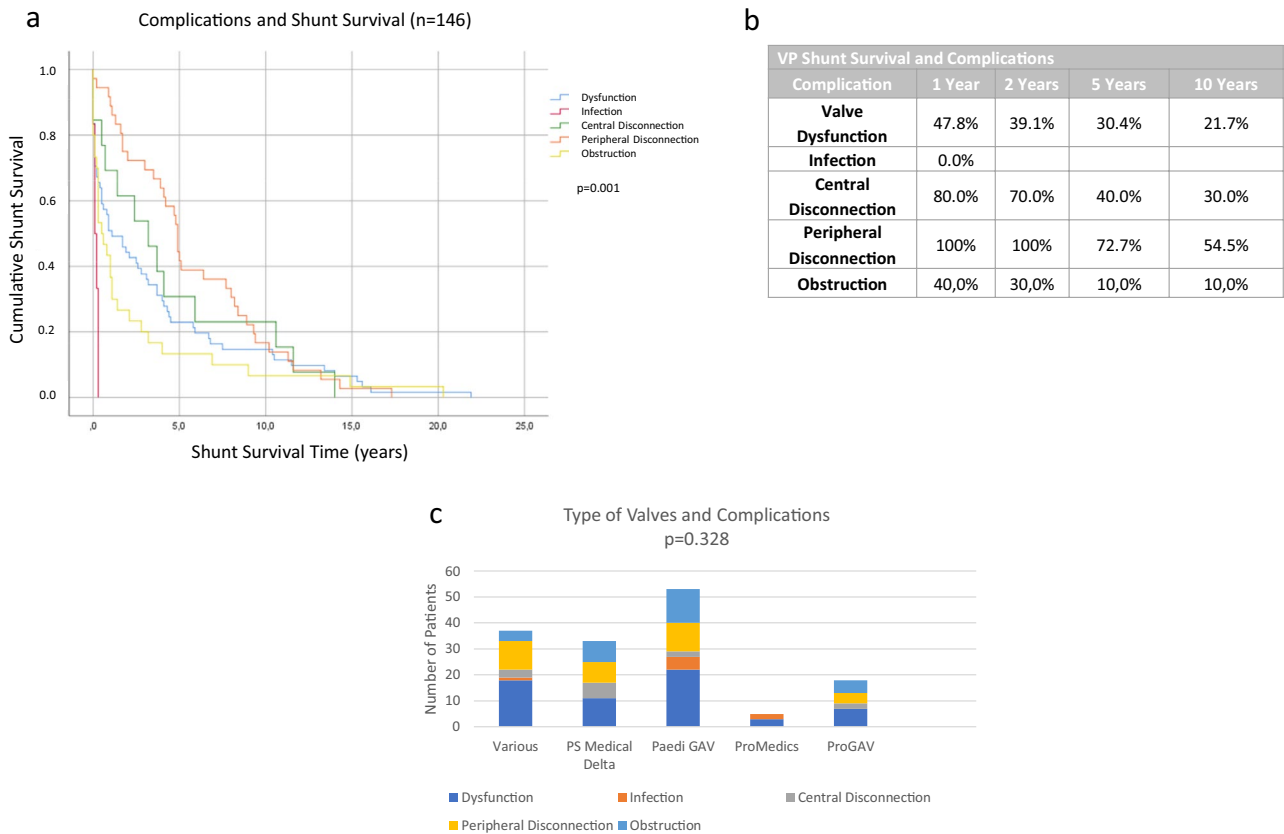 a
Complications and Shunt Survival (n=146)
Cumulative Shunt Survival
1.0
0.8
0.6
0.4
0.2
0.0
,0
5,0
10,0
15,0
20,0
25,0
Shunt Survival Time (years)
Dysfunction
Infection
Central Disconnection
Peripheral Disconnection
Obstruction
p=0.001
b
VP Shunt Survival and Complications
Complication 1 Year 2 Years 5 Years 10 Years
Valve
Dysfunction 47.8% 39.1% 30.4% 21.7%
Infection 0.0%
Central
Disconnection 80.0% 70.0% 40.0% 30.0%
Peripheral
Disconnection 100% 100% 72.7% 54.5%
Obstruction 40,0% 30,0% 10,0% 10,0%
c
Type of Valves and Complications
p=0.328
Number of Patients
60
50
40
30
20
10
0
Various
PS Medical
Delta
Paedi GAV
ProMedics
ProGAV
Dysfunction
Infection
Central Disconnection
Peripheral Disconnection
Obstruction